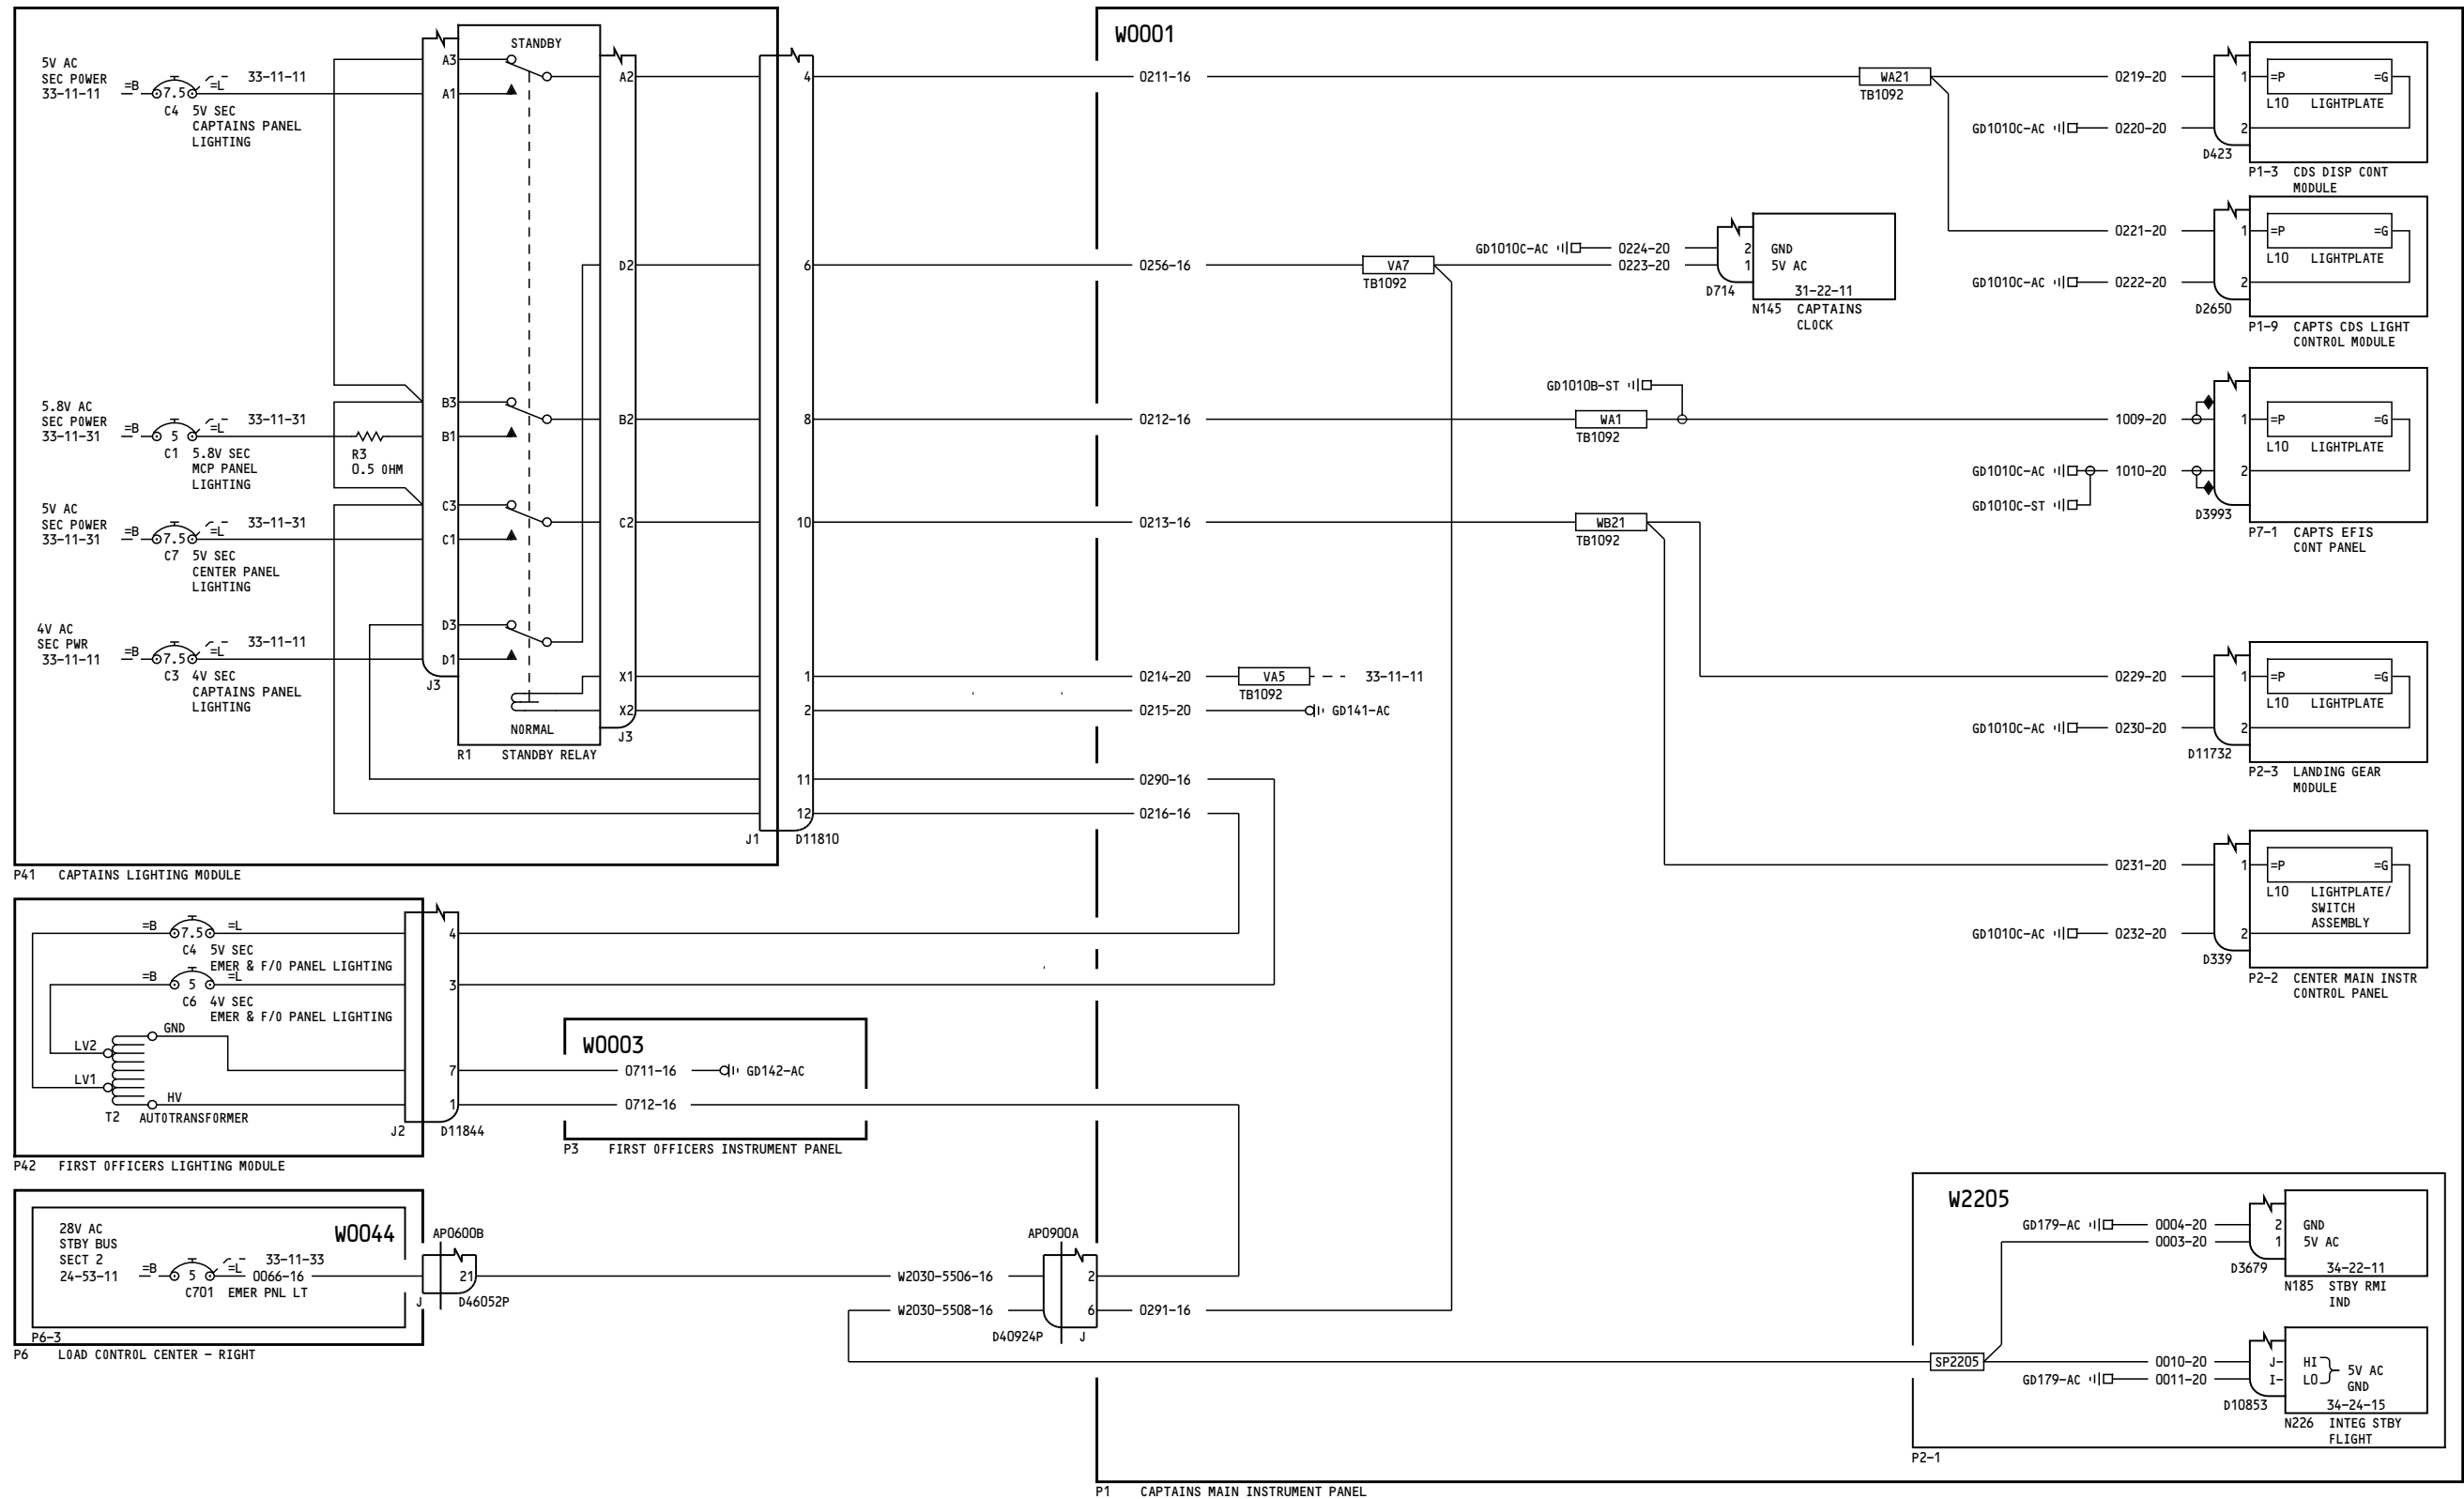 5V AC
SEC POWER
33-11-11
=B
7.5
=L
33-11-11
C4 5V SEC
CAPTAINS PANEL
LIGHTING
5.8V AC
SEC POWER
33-11-31
=B
5
=L
33-11-31
C1 5.8V SEC
MCP PANEL
LIGHTING
R3
0.5 OHM
5V AC
SEC POWER
33-11-31
=B
7.5
=L
33-11-31
C7 5V SEC
CENTER PANEL
LIGHTING
4V AC
SEC PWR
33-11-11
=B
7.5
=L
33-11-11
C3 4V SEC
CAPTAINS PANEL
LIGHTING
STANDBY
A3
A1
B3
B1
C3
C1
D3
D1
J3
A2
D2
B2
C2
X1
X2
J3
NORMAL
R1 STANDBY RELAY
4
6
8
10
1
2
11
12
J1 D11810
P41 CAPTAINS LIGHTING MODULE
=B
7.5
=L
C4 5V SEC
EMER & F/O PANEL LIGHTING
=B
5
=L
C6 4V SEC
EMER & F/O PANEL LIGHTING
GND
LV2
LV1
HV
T2 AUTOTRANSFORMER
4
3
7
1
J2 D11844
P42 FIRST OFFICERS LIGHTING MODULE
W0003
0711-16 GD142-AC
0712-16
P3 FIRST OFFICERS INSTRUMENT PANEL
W0044
28V AC
STBY BUS
SECT 2
24-53-11
=B
5
=L
33-11-33
0066-16
C701 EMER PNL LT
P6-3
P6 LOAD CONTROL CENTER - RIGHT
AP0600B
21
J D46052P
W2030-5506-16
W2030-5508-16
AP0900A
2
6
D40924P J
0291-16
W0001
0211-16
WA21
TB1092
0219-20
0256-16
VA7
TB1092
GD1010C-AC 0224-20
0223-20
2 GND
1 5V AC
D714
31-22-11
N145 CAPTAINS
CLOCK
0212-16
GD1010B-ST
WA1
TB1092
0213-16
WB21
TB1092
0214-20
VA5
TB1092
33-11-11
0215-20
GD141-AC
0290-16
0216-16
1 =P =G
L10 LIGHTPLATE
GD1010C-AC 0220-20 2
D423
P1-3 CDS DISP CONT
MODULE
0221-20 1 =P =G
L10 LIGHTPLATE
GD1010C-AC 0222-20 2
D2650
P1-9 CAPTS CDS LIGHT
CONTROL MODULE
1009-20 1 =P =G
L10 LIGHTPLATE
GD1010C-AC 1010-20 2
GD1010C-ST
D3993
P7-1 CAPTS EFIS
CONT PANEL
0229-20 1 =P =G
L10 LIGHTPLATE
GD1010C-AC 0230-20 2
D11732
P2-3 LANDING GEAR
MODULE
0231-20 1 =P =G
L10 LIGHTPLATE/
SWITCH
ASSEMBLY
GD1010C-AC 0232-20 2
D339
P2-2 CENTER MAIN INSTR
CONTROL PANEL
W2205
GD179-AC 0004-20 2 GND
0003-20 1 5V AC
D3679
34-22-11
N185 STBY RMI
IND
SP2205
0010-20 J- HI
GD179-AC 0011-20 I- LO
5V AC
GND
D10853
34-24-15
N226 INTEG STBY
FLIGHT
P2-1
P1 CAPTAINS MAIN INSTRUMENT PANEL